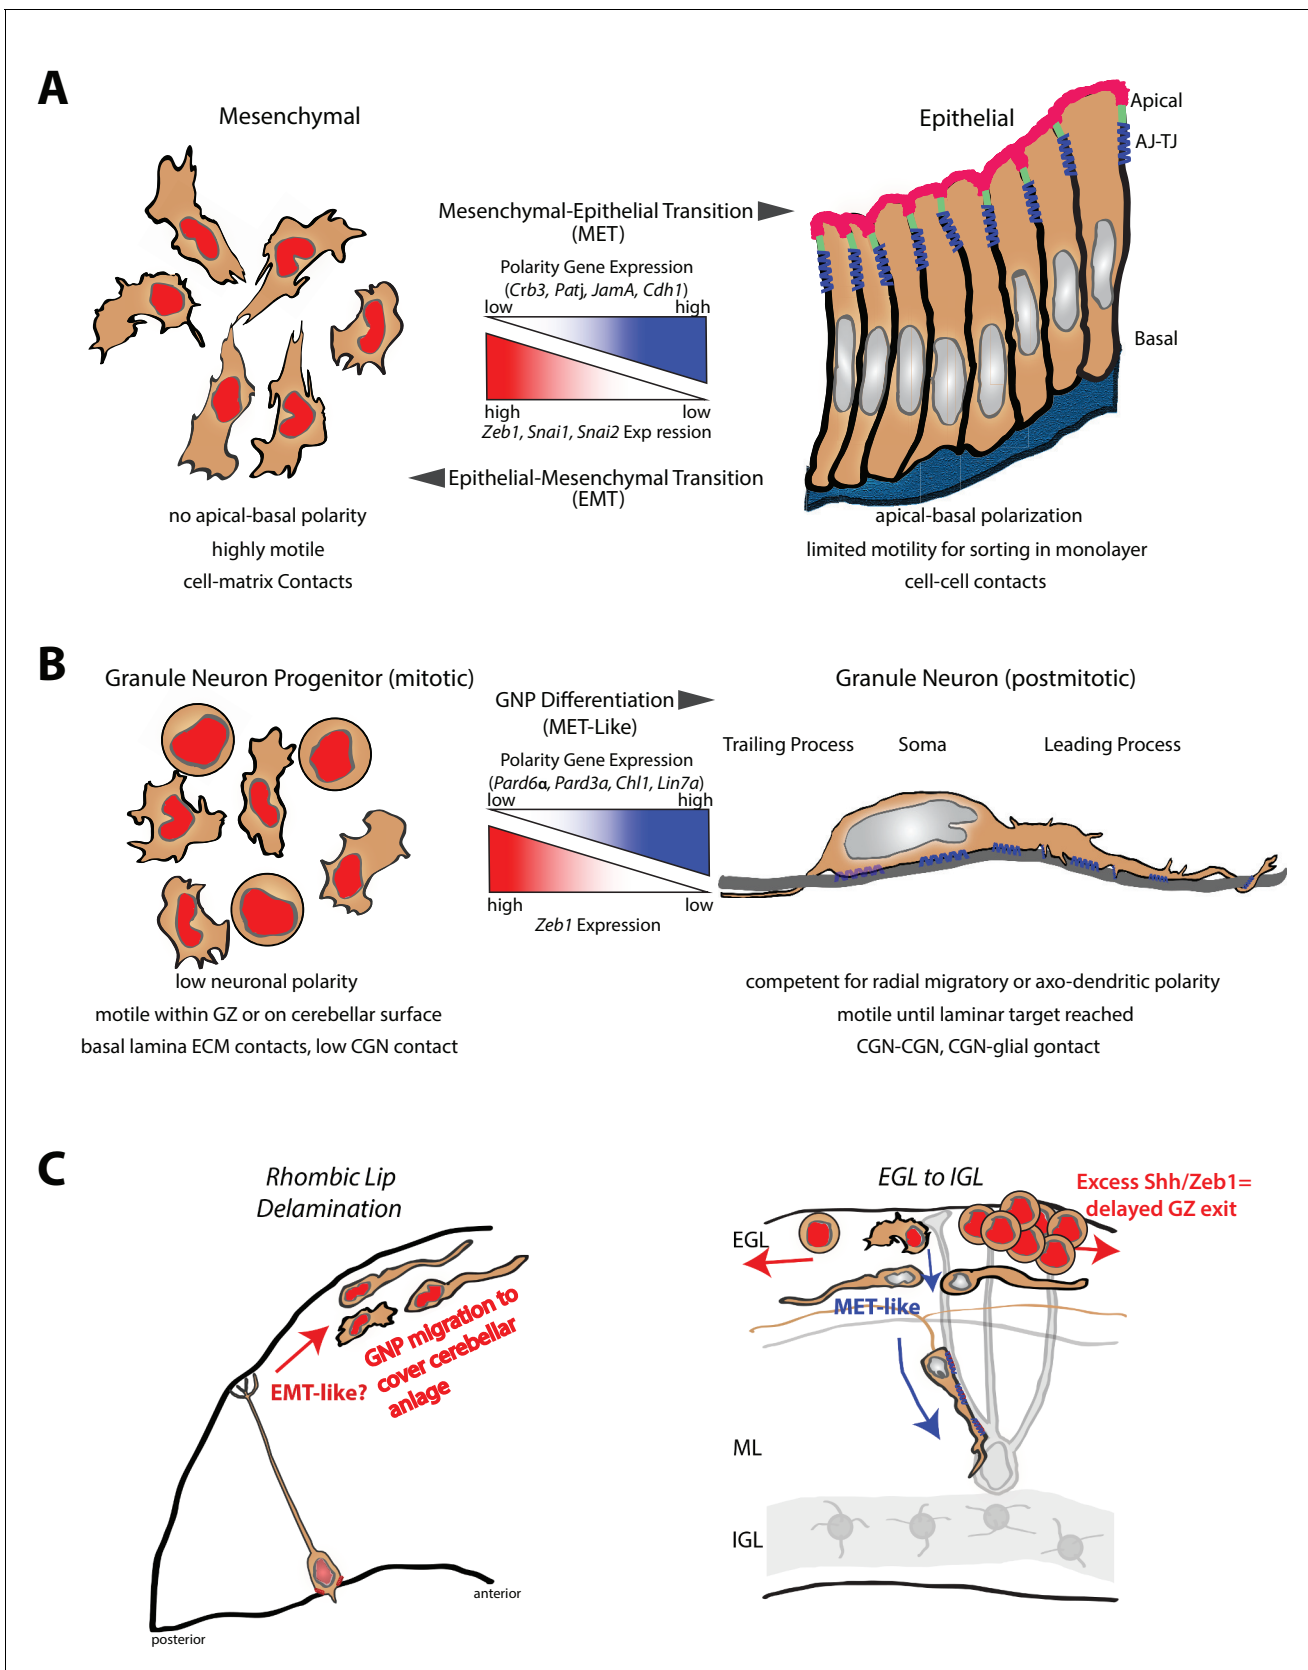 A
Mesenchymal
Epithelial
Apical
AJ-TJ
Mesenchymal-Epithelial Transition
(MET)
Polarity Gene Expression
(Crb3, Patj, JamA, Cdh1)
low
high
Basal
high
low
Zeb1, Snai1, Snai2 Exp ression
Epithelial-Mesenchymal Transition
(EMT)
no apical-basal polarity
highly motile
cell-matrix Contacts
apical-basal polarization
limited motility for sorting in monolayer
cell-cell contacts
B
Granule Neuron Progenitor (mitotic)
GNP Differentiation
(MET-Like)
Granule Neuron (postmitotic)
Trailing Process
Soma
Leading Process
Polarity Gene Expression
(Pard6α, Pard3a, Chl1, Lin7a)
low
high
high
low
Zeb1 Expression
low neuronal polarity
motile within GZ or on cerebellar surface
basal lamina ECM contacts, low CGN contact
competent for radial migratory or axo-dendritic polarity
motile until laminar target reached
CGN-CGN, CGN-glial gontact
C
Rhombic Lip
Delamination
EMT-like?
GNP migration to
cover cerebellar
anlage
anterior
posterior
EGL to IGL
Excess Shh/Zeb1=
delayed GZ exit
EGL
MET-like
ML
IGL